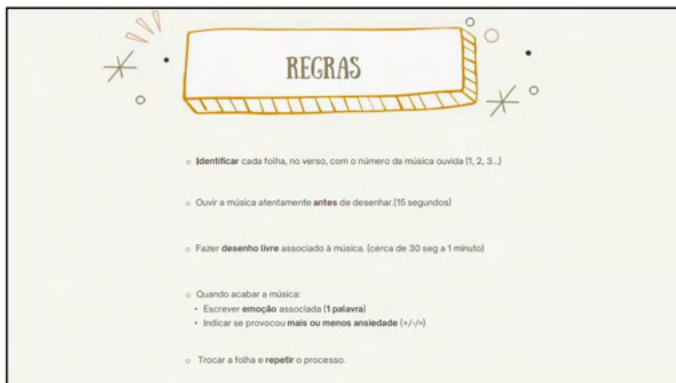 REGRAS
Identificar cada folha, no verso, com o número da música ouvida (1, 2, 3...)
Ouvir a música atentamente antes de desenhar.(15 segundos)
Fazer desenho livre associado à música. (cerca de 30 seg a 1 minuto)
Quando acabar a música:
Escrever emoção associada (1 palavra)
Indicar se provocou mais ou menos ansiedade (+/-/=)
Trocar a folha e repetir o processo.